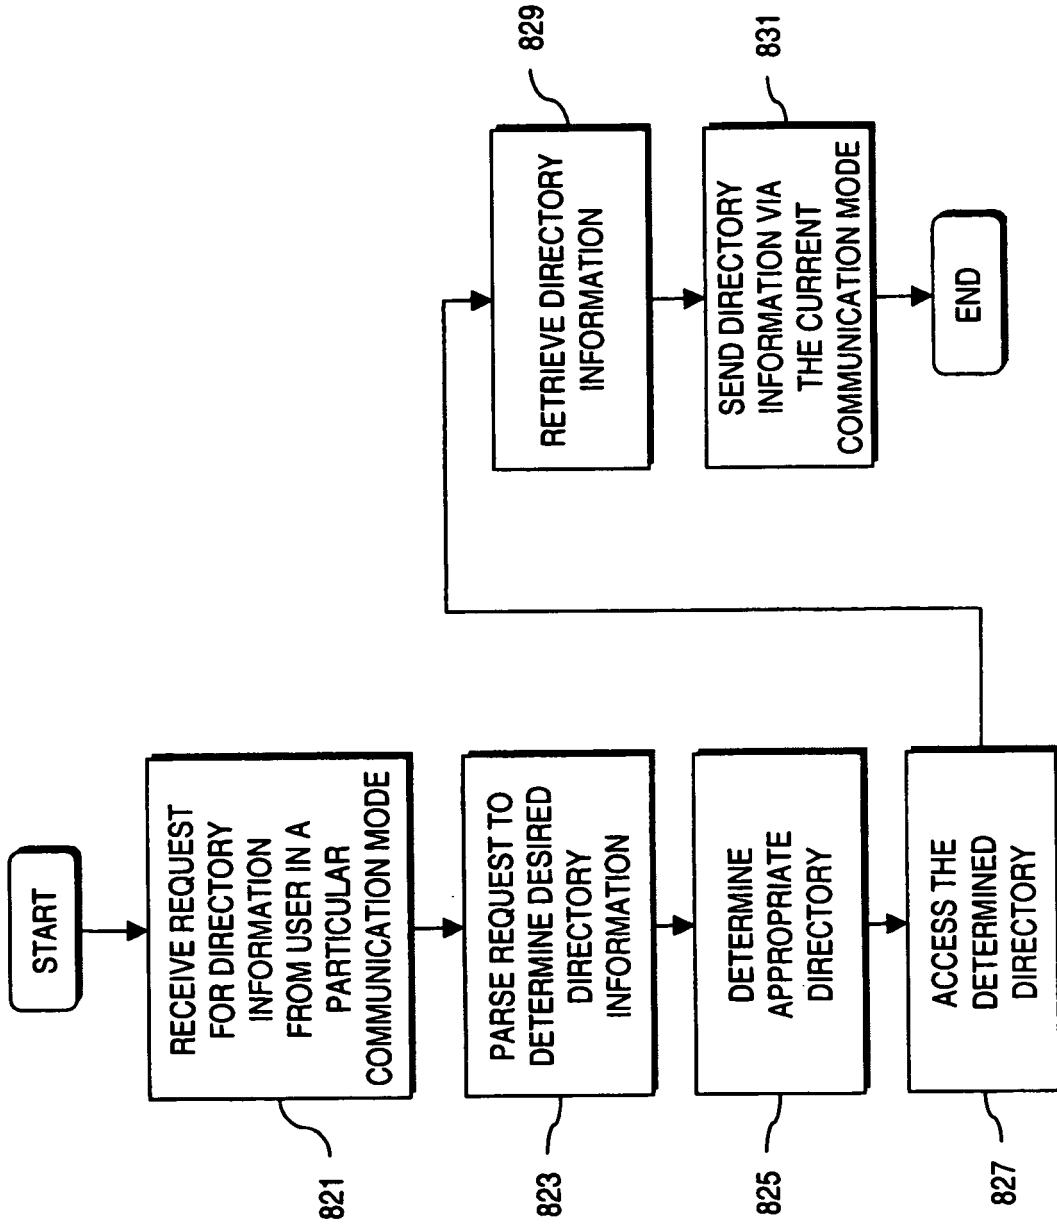 START
RECEIVE REQUEST
FOR DIRECTORY
INFORMATION
FROM USER IN A
PARTICULAR
COMMUNICATION MODE
821
PARSE REQUEST TO
DETERMINE DESIRED
DIRECTORY
INFORMATION
823
DETERMINE
APPROPRIATE
DIRECTORY
825
ACCESS THE
DETERMINED
DIRECTORY
827
RETRIEVE DIRECTORY
INFORMATION
829
SEND DIRECTORY
INFORMATION VIA
THE CURRENT
COMMUNICATION MODE
831
END